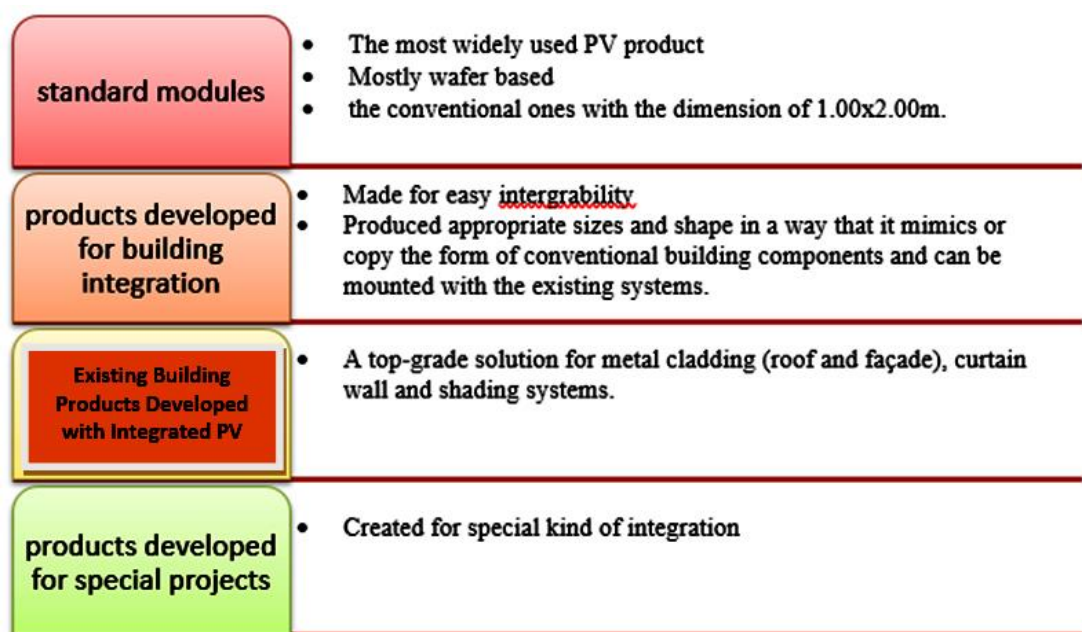 standard modules
• The most widely used PV product
• Mostly wafer based
• the conventional ones with the dimension of 1.00x2.00m.
products developed
for building
integration
• Made for easy intergrability
• Produced appropriate sizes and shape in a way that it mimics or
copy the form of conventional building components and can be
mounted with the existing systems.
Existing Building
Products Developed
with Integrated PV
• A top-grade solution for metal cladding (roof and façade), curtain
wall and shading systems.
products developed
for special projects
• Created for special kind of integration